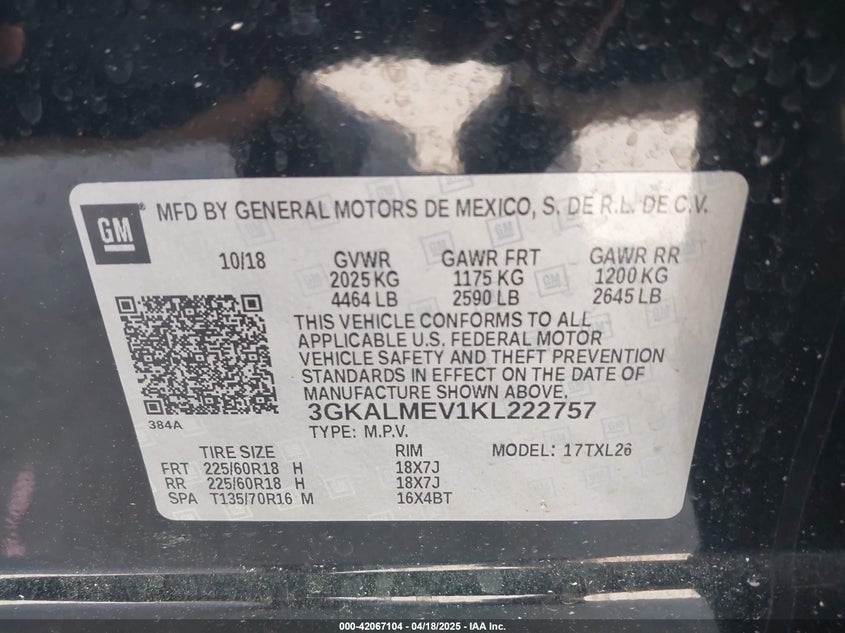 GM
MFD BY GENERAL MOTORS DE MEXICO, S. DE R.L. DE C.V.
10/18 GVWR GAWR FRT GAWR RR
2025 KG 1175 KG 1200 KG
4464 LB 2590 LB 2645 LB
THIS VEHICLE CONFORMS TO ALL
APPLICABLE U.S. FEDERAL MOTOR
VEHICLE SAFETY AND THEFT PREVENTION
STANDARDS IN EFFECT ON THE DATE OF
MANUFACTURE SHOWN ABOVE.
384A 3GKALMEV1KL222757
TYPE: M.P.V.
TIRE SIZE RIM MODEL: 17TXL26
FRT 225/60R18 H 18X7J
RR 225/60R18 H 18X7J
SPA T135/70R16 M 16X4BT
000-42067104 - 04/18/2025 - IAA Inc.